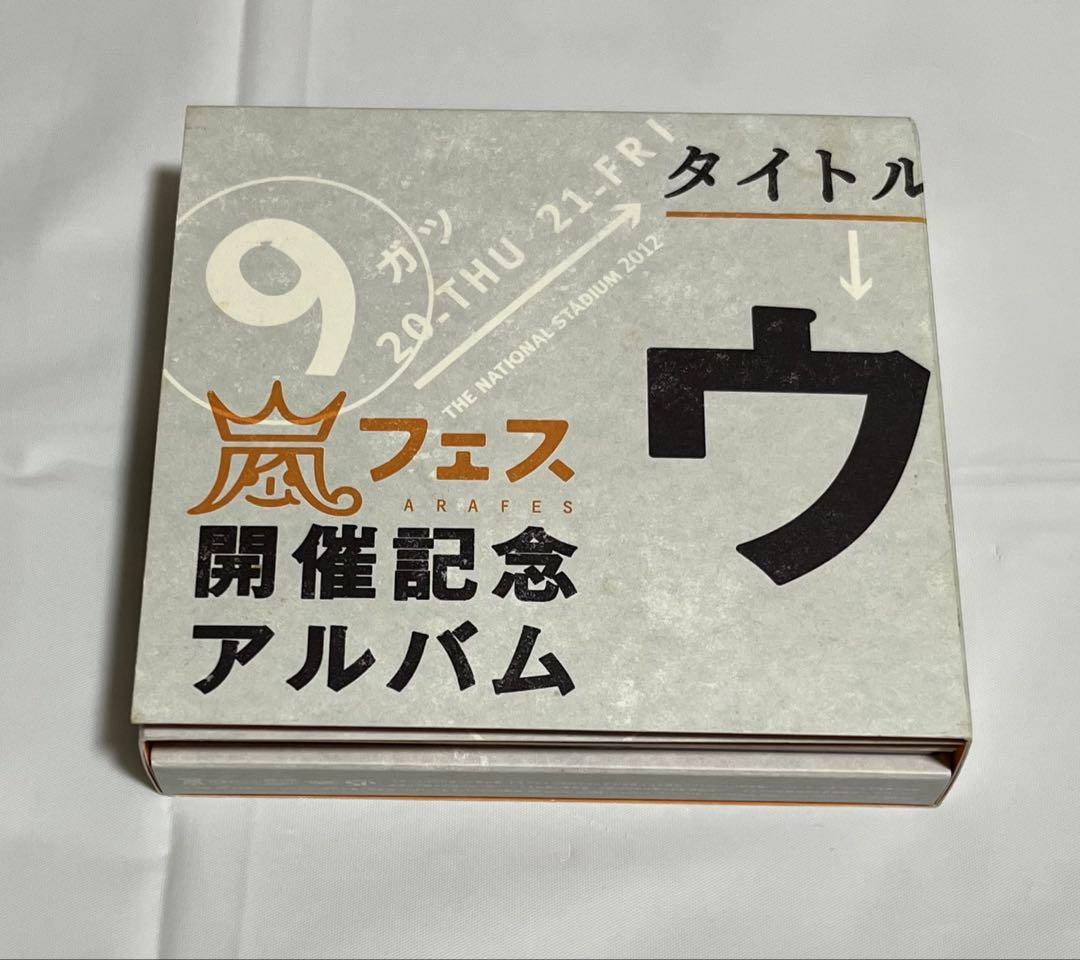 9
ガツ
20-THU 21-FRI
THE NATIONAL STADIUM 2012
タイトル
ウ
嵐フェス
ARAFES
開催記念
アルバム